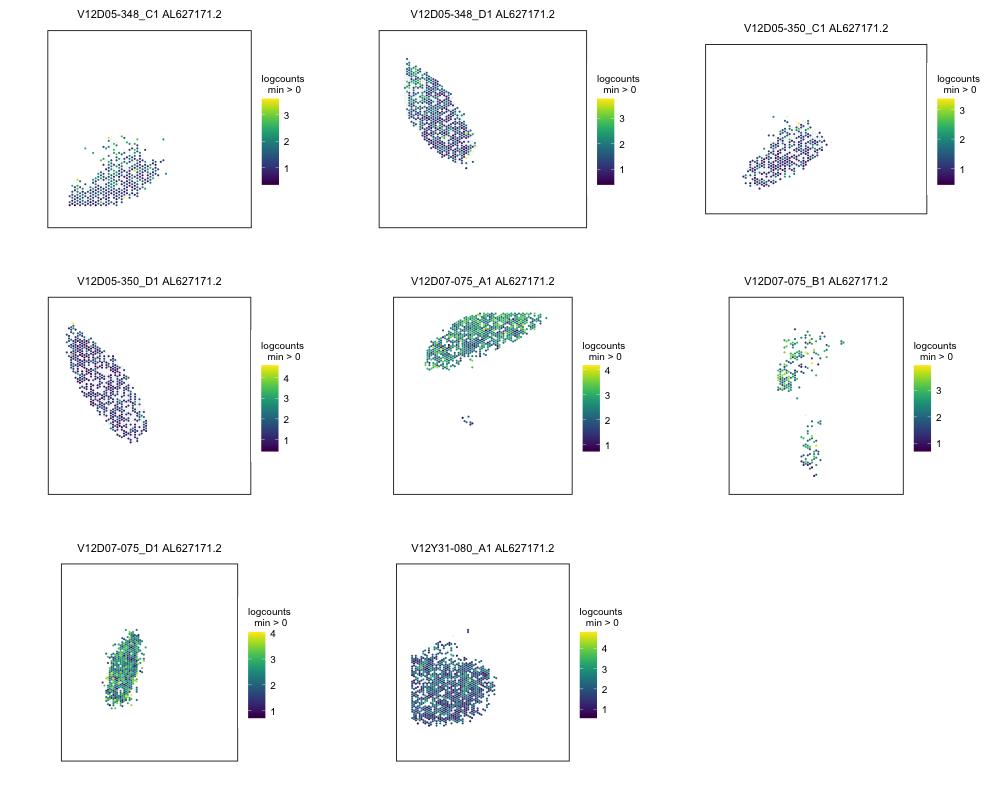 V12D05-348_C1 AL627171.2
logcounts
min > 0
3
2
1
V12D05-348_D1 AL627171.2
logcounts
min > 0
3
2
1
V12D05-350_C1 AL627171.2
logcounts
min > 0
3
2
1
V12D05-350_D1 AL627171.2
logcounts
min > 0
4
3
2
1
V12D07-075_A1 AL627171.2
logcounts
min > 0
4
3
2
1
V12D07-075_B1 AL627171.2
logcounts
min > 0
3
2
1
V12D07-075_D1 AL627171.2
logcounts
min > 0
4
3
2
1
V12Y31-080_A1 AL627171.2
logcounts
min > 0
4
3
2
1